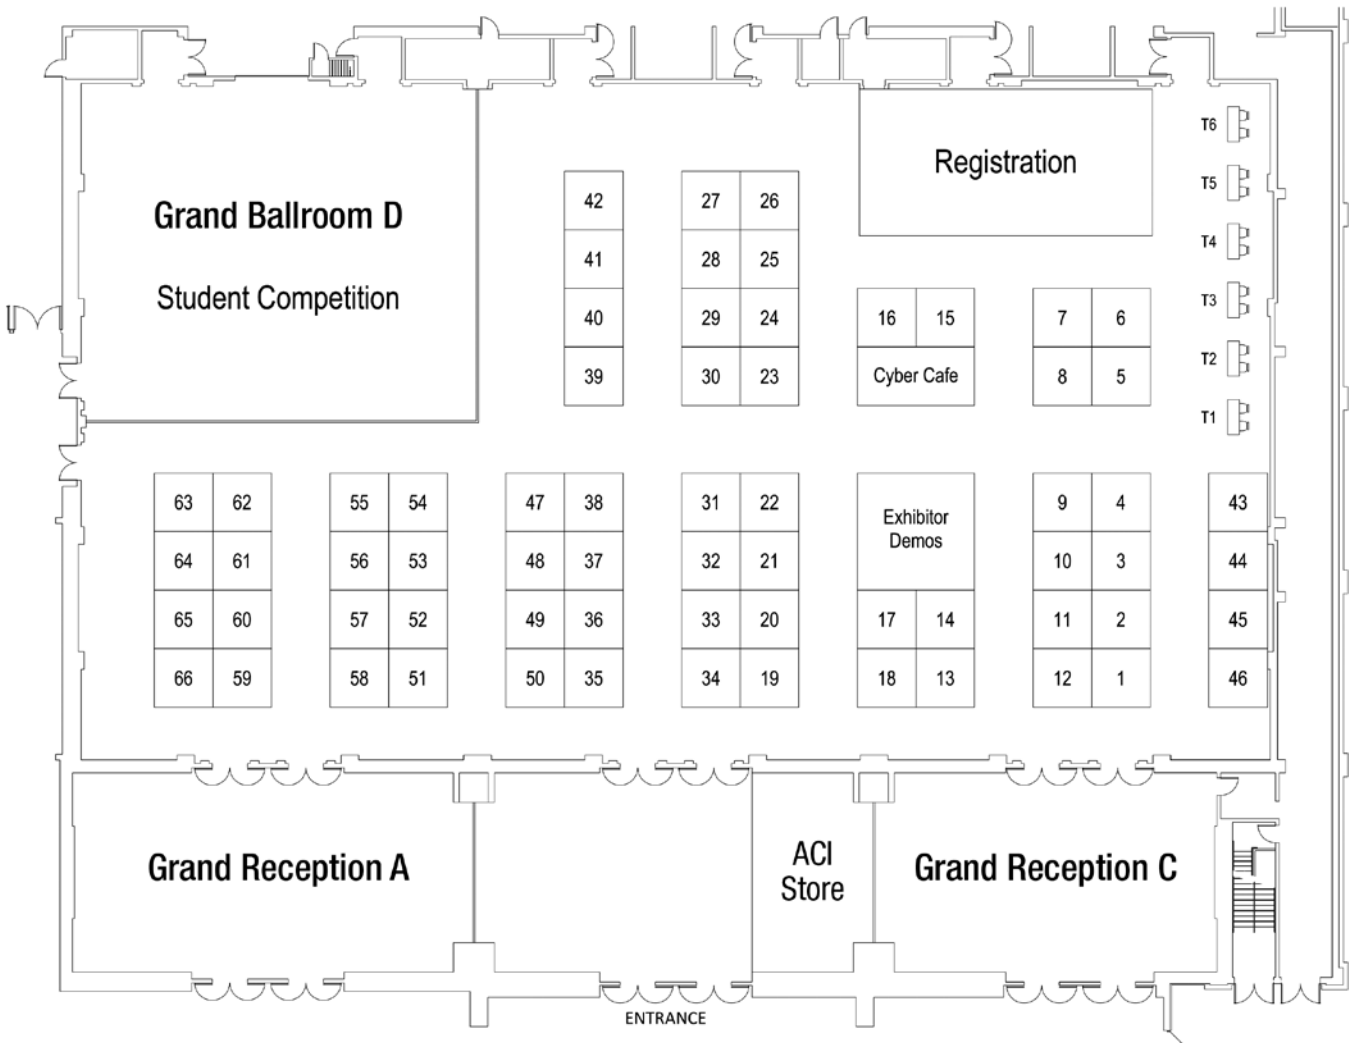 T6
Registration
T5
42 27 26
Grand Ballroom D
T4
41 28 25
Student Competition
T3
40 29 24 16 15 7 6
T2
39 30 23 Cyber Cafe 8 5
T1
63 62 55 54 47 38 31 22 9 4 43
Exhibitor
Demos
64 61 56 53 48 37 32 21 10 3 44
65 60 57 52 49 36 33 20 17 14 11 2 45
66 59 58 51 50 35 34 19 18 13 12 1 46
Grand Reception A
ACI
Store
Grand Reception C
ENTRANCE